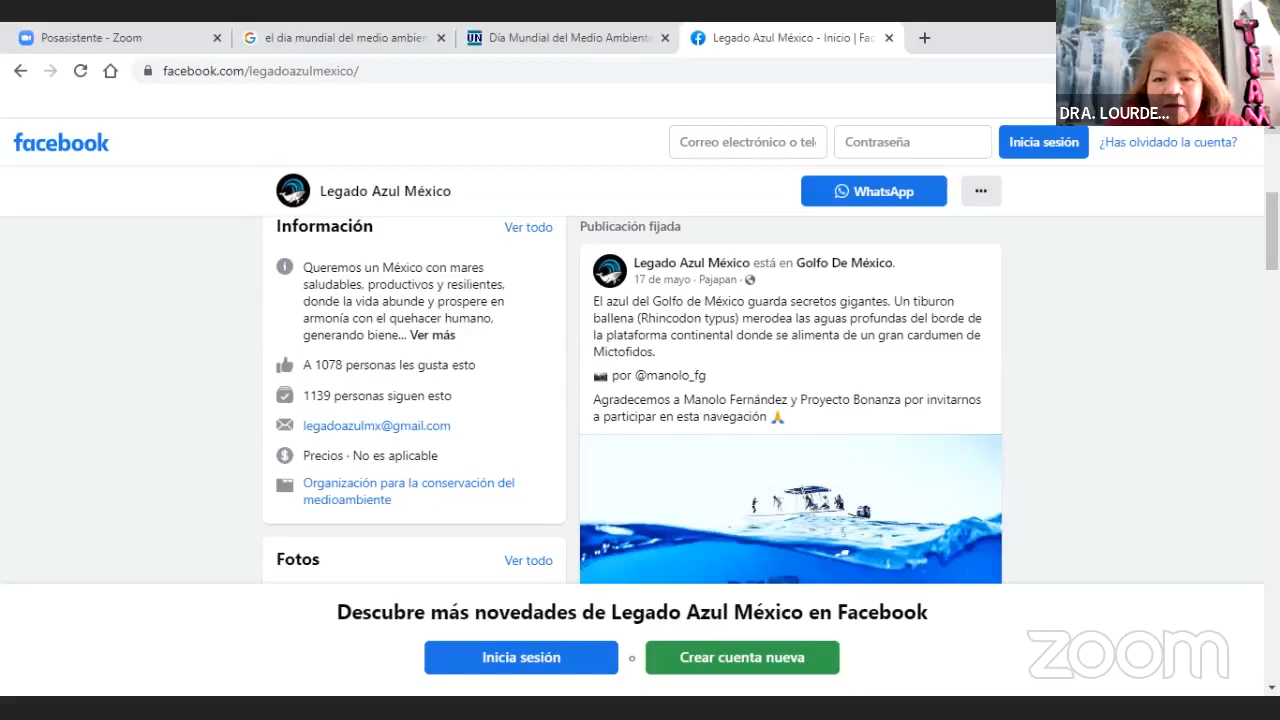 Posasistente - Zoom
el dia mundial del medio ambien
UN
Día Mundial del Medio Ambiente
Legado Azul México - Inicio | Fac
facebook.com/legadoazulmexico/
TEAM
DRA. LOURDE...
facebook
Correo electrónico o tel
Contraseña
Inicia sesión
¿Has olvidado la cuenta?
Legado Azul México
WhatsApp
Información
Ver todo
Queremos un México con mares
saludables, productivos y resilientes,
donde la vida abunde y prospere en
armonía con el quehacer humano,
generando biene... Ver más
A 1078 personas les gusta esto
1139 personas siguen esto
legadoazulmx@gmail.com
Precios · No es aplicable
Organización para la conservación del
medioambiente
Fotos
Ver todo
Publicación fijada
Legado Azul México está en Golfo De México.
17 de mayo · Pajapan ·
El azul del Golfo de México guarda secretos gigantes. Un tiburon
ballena (Rhincodon typus) merodea las aguas profundas del borde de
la plataforma continental donde se alimenta de un gran cardumen de
Mictofidos.
por @manolo_fg
Agradecemos a Manolo Fernández y Proyecto Bonanza por invitarnos
a participar en esta navegación
Descubre más novedades de Legado Azul México en Facebook
Inicia sesión
o
Crear cuenta nueva
zoom